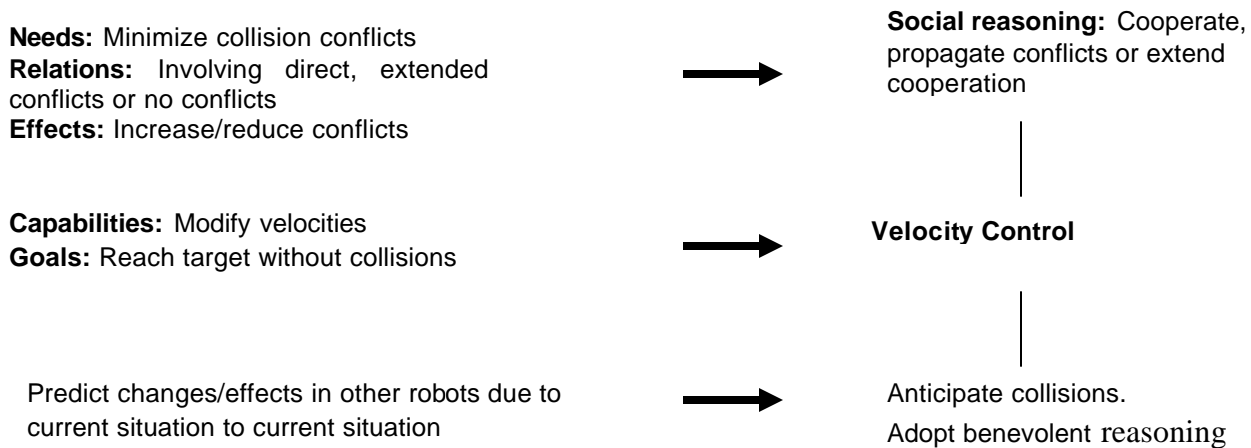 Needs: Minimize collision conflicts
Relations: Involving direct, extended
conflicts or no conflicts
Effects: Increase/reduce conflicts
Social reasoning: Cooperate,
propagate conflicts or extend
cooperation
Capabilities: Modify velocities
Goals: Reach target without collisions
Velocity Control
Predict changes/effects in other robots due to
current situation to current situation
Anticipate collisions.
Adopt benevolent reasoning